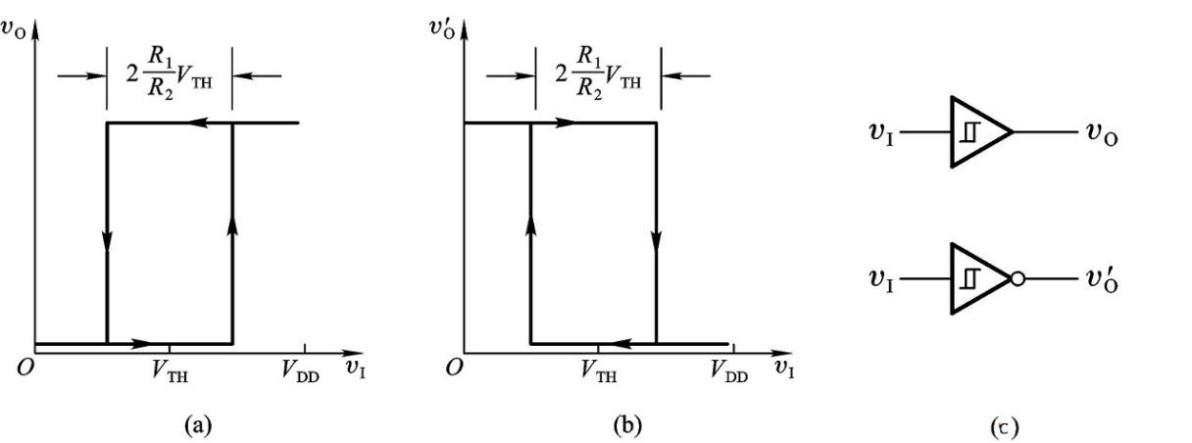 v_O
2 R_1/R_2 V_TH
O
V_TH
V_DD
v_I
(a)
v'_O
2 R_1/R_2 V_TH
O
V_TH
V_DD
v_I
(b)
v_I
v_O
v_I
v'_O
(c)